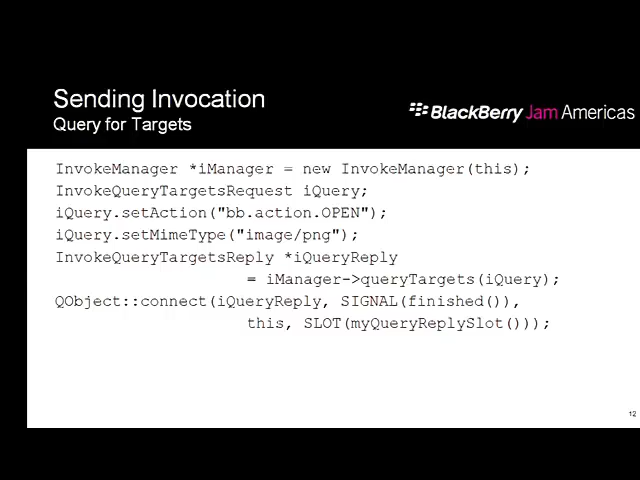 Sending Invocation
Query for Targets
BlackBerry Jam Americas
InvokeManager *iManager = new InvokeManager(this);
InvokeQueryTargetsRequest iQuery;
iQuery.setAction("bb.action.OPEN");
iQuery.setMimeType("image/png");
InvokeQueryTargetsReply *iQueryReply
= iManager->queryTargets(iQuery);
QObject::connect(iQueryReply, SIGNAL(finished()),
this, SLOT(myQueryReplySlot()));
12